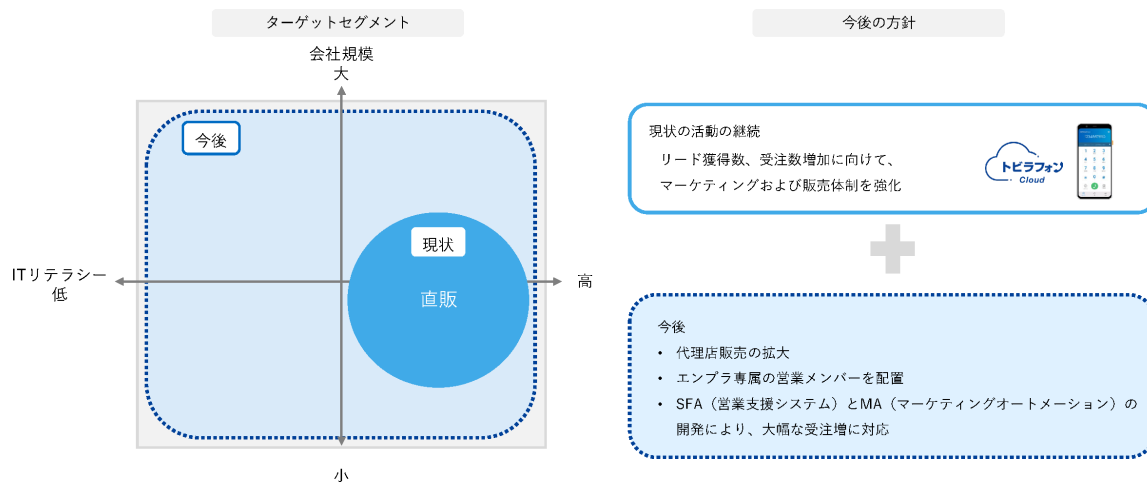 ターゲットセグメント
会社規模
大
今後
現状
直販
ITリテラシー
低
高
小
今後の方針
現状の活動の継続
リード獲得数、受注数増加に向けて、
マーケティングおよび販売体制を強化
トビラフォン
Cloud
今後
• 代理店販売の拡大
• エンプラ専属の営業メンバーを配置
• SFA（営業支援システム）とMA（マーケティングオートメーション）の
開発により、大幅な受注増に対応